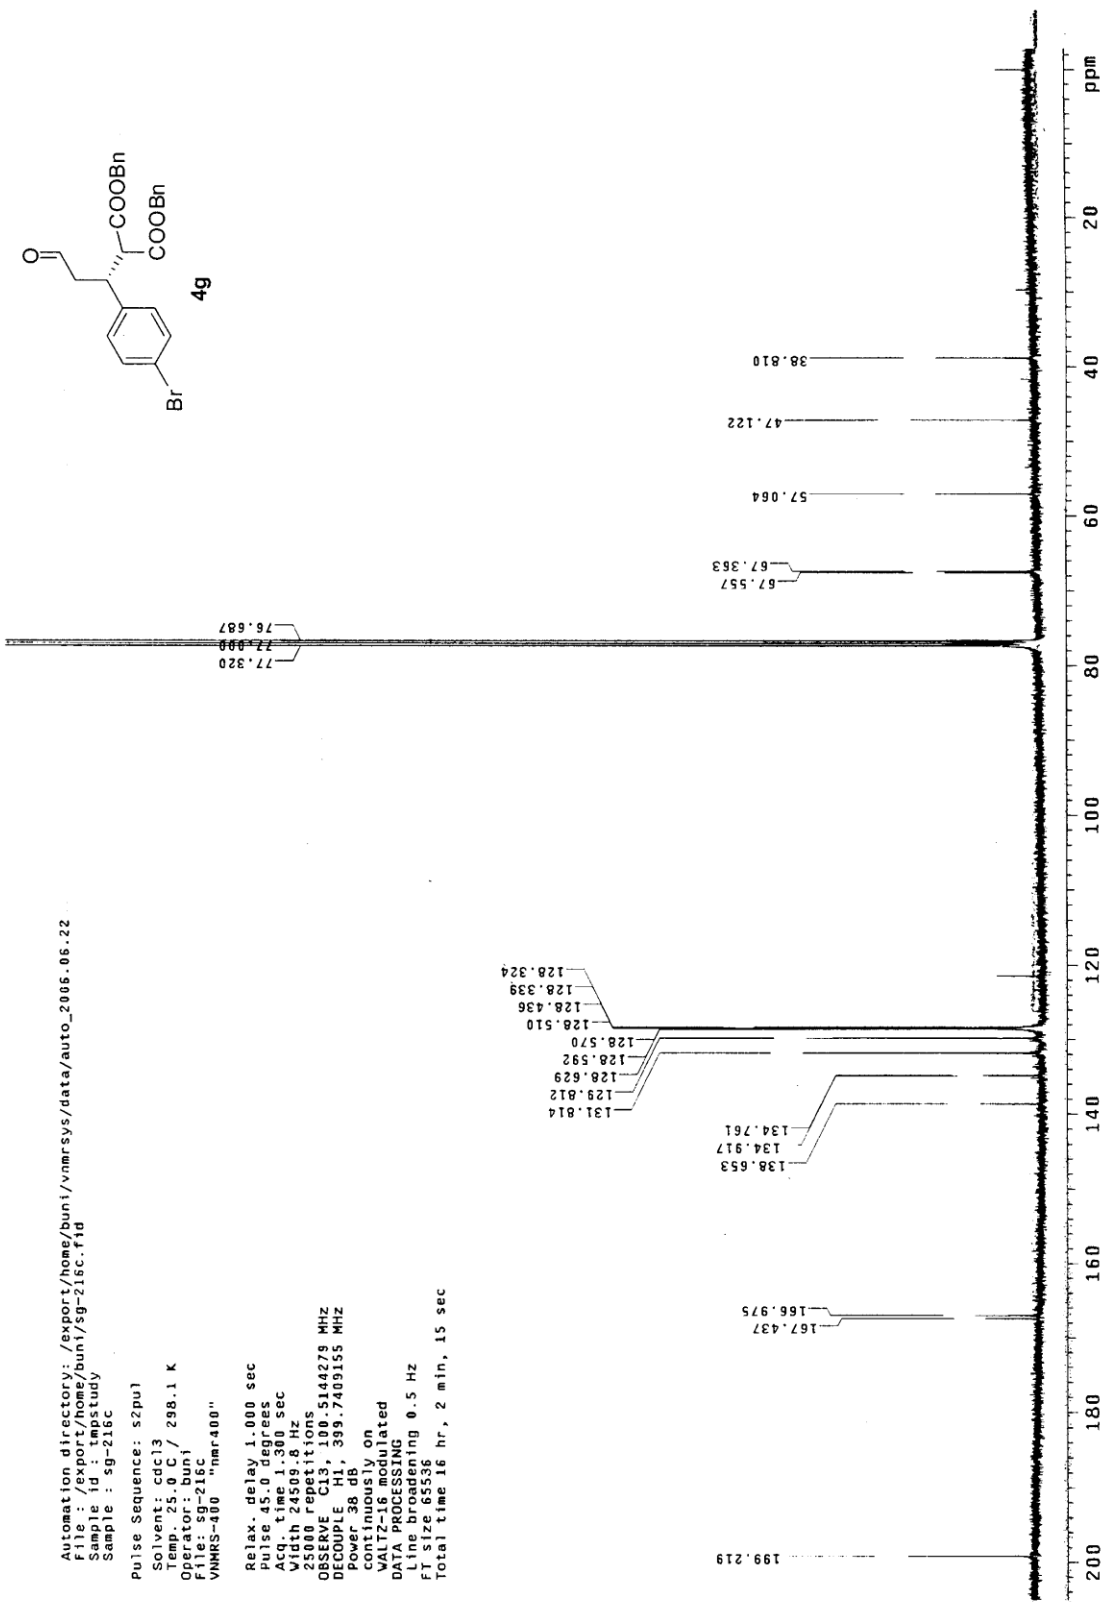 Automation directory: /export/home/buni/vnmrsys/data/auto_2006.06.22
File : /export/home/buni/sg-216c.fid
Sample id : tmpstudy
Sample : sg-216c
Pulse Sequence: s2pul
Solvent: cdcl3
Temp. 25.0 C / 298.1 K
Operator: buni
File: sg-216c
VNMRS-400 "nmr400"
Relax. delay 1.000 sec
Pulse 45.0 degrees
Acq. time 1.300 sec
Width 24509.8 Hz
25000 repetitions
OBSERVE C13, 100.5144279 MHz
DECOUPLE H1, 399.7409155 MHz
Power 38 dB
continuously on
WALTZ-16 modulated
DATA PROCESSING
Line broadening 0.5 Hz
FT size 65536
Total time 16 hr, 2 min, 15 sec
O
COOBn
COOBn
Br
4g
199.219
167.437
166.975
138.653
134.917
134.761
131.814
129.812
128.629
128.592
128.570
128.510
128.436
128.339
128.324
77.320
77.000
76.687
67.557
67.363
57.064
47.122
38.810
200 180 160 140 120 100 80 60 40 20 ppm